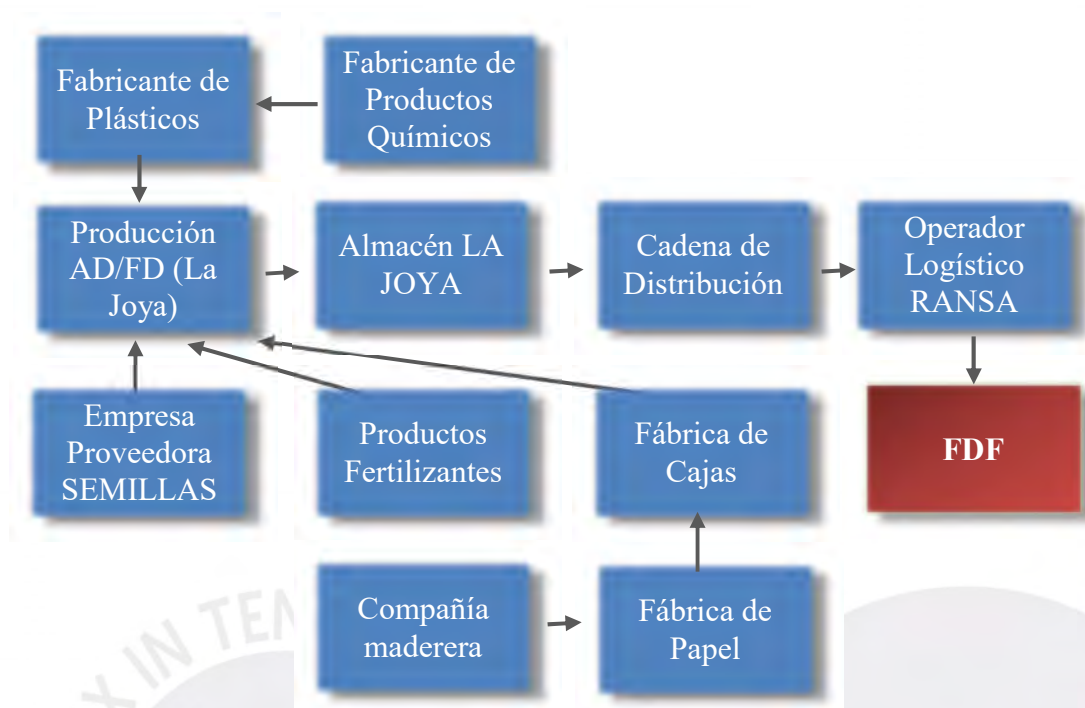 Fabricante de
Plásticos
Fabricante de
Productos
Químicos
Producción
AD/FD (La
Joya)
Almacén LA
JOYA
Cadena de
Distribución
Operador
Logístico
RANSA
Empresa
Proveedora
SEMILLAS
Productos
Fertilizantes
Fábrica de
Cajas
FDF
Compañía
maderera
Fábrica de
Papel
X IN